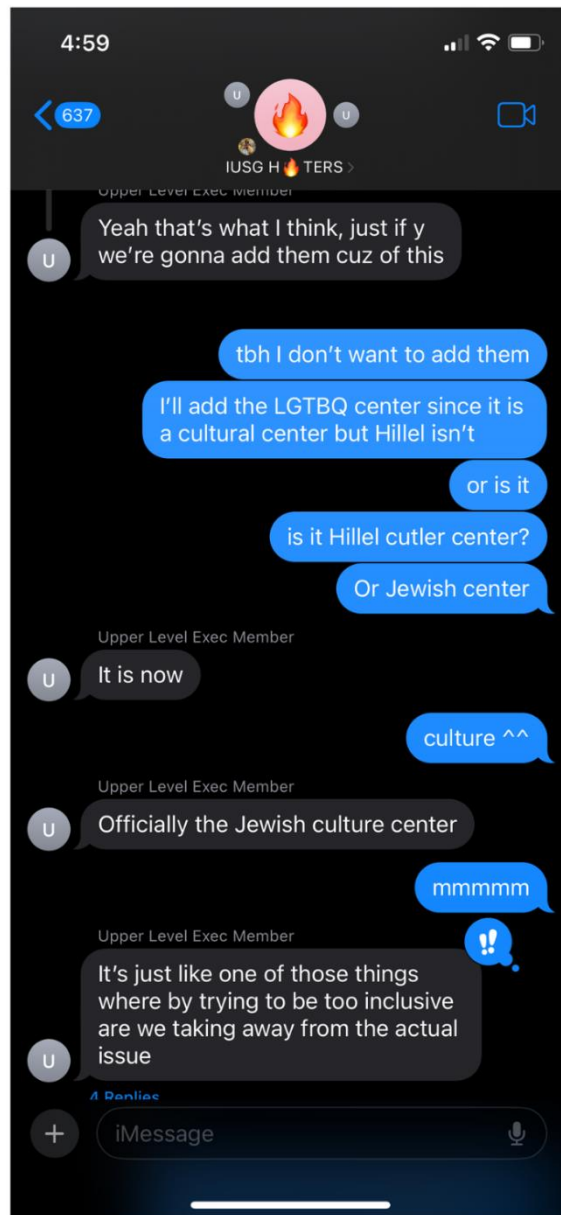 4:59
637
U
U
IUSG H🔥TERS >
Upper Level Exec Member
Yeah that's what I think, just if y
we're gonna add them cuz of this
U
tbh I don't want to add them
I'll add the LGTBQ center since it is
a cultural center but Hillel isn't
or is it
is it Hillel cutler center?
Or Jewish center
Upper Level Exec Member
It is now
U
culture ^^
Upper Level Exec Member
Officially the Jewish culture center
U
mmmmm
Upper Level Exec Member
!!
It's just like one of those things
where by trying to be too inclusive
are we taking away from the actual
issue
U
4 Replies
iMessage